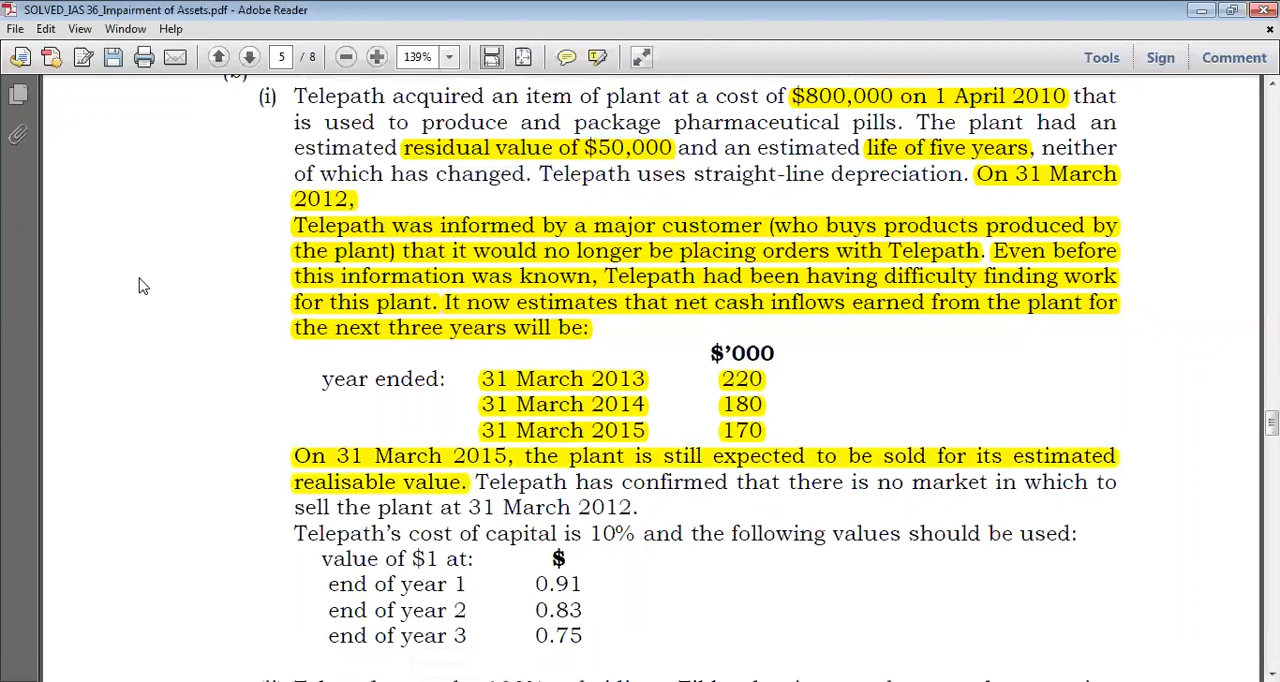 SOLVED_IAS 36_Impairment of Assets.pdf - Adobe Reader
File Edit View Window Help
5 / 8 139% Tools Sign Comment
(i) Telepath acquired an item of plant at a cost of $800,000 on 1 April 2010 that
is used to produce and package pharmaceutical pills. The plant had an
estimated residual value of $50,000 and an estimated life of five years, neither
of which has changed. Telepath uses straight-line depreciation. On 31 March
2012,
Telepath was informed by a major customer (who buys products produced by
the plant) that it would no longer be placing orders with Telepath. Even before
this information was known, Telepath had been having difficulty finding work
for this plant. It now estimates that net cash inflows earned from the plant for
the next three years will be:
$’000
year ended: 31 March 2013 220
31 March 2014 180
31 March 2015 170
On 31 March 2015, the plant is still expected to be sold for its estimated
realisable value. Telepath has confirmed that there is no market in which to
sell the plant at 31 March 2012.
Telepath’s cost of capital is 10% and the following values should be used:
value of $1 at: $
end of year 1 0.91
end of year 2 0.83
end of year 3 0.75